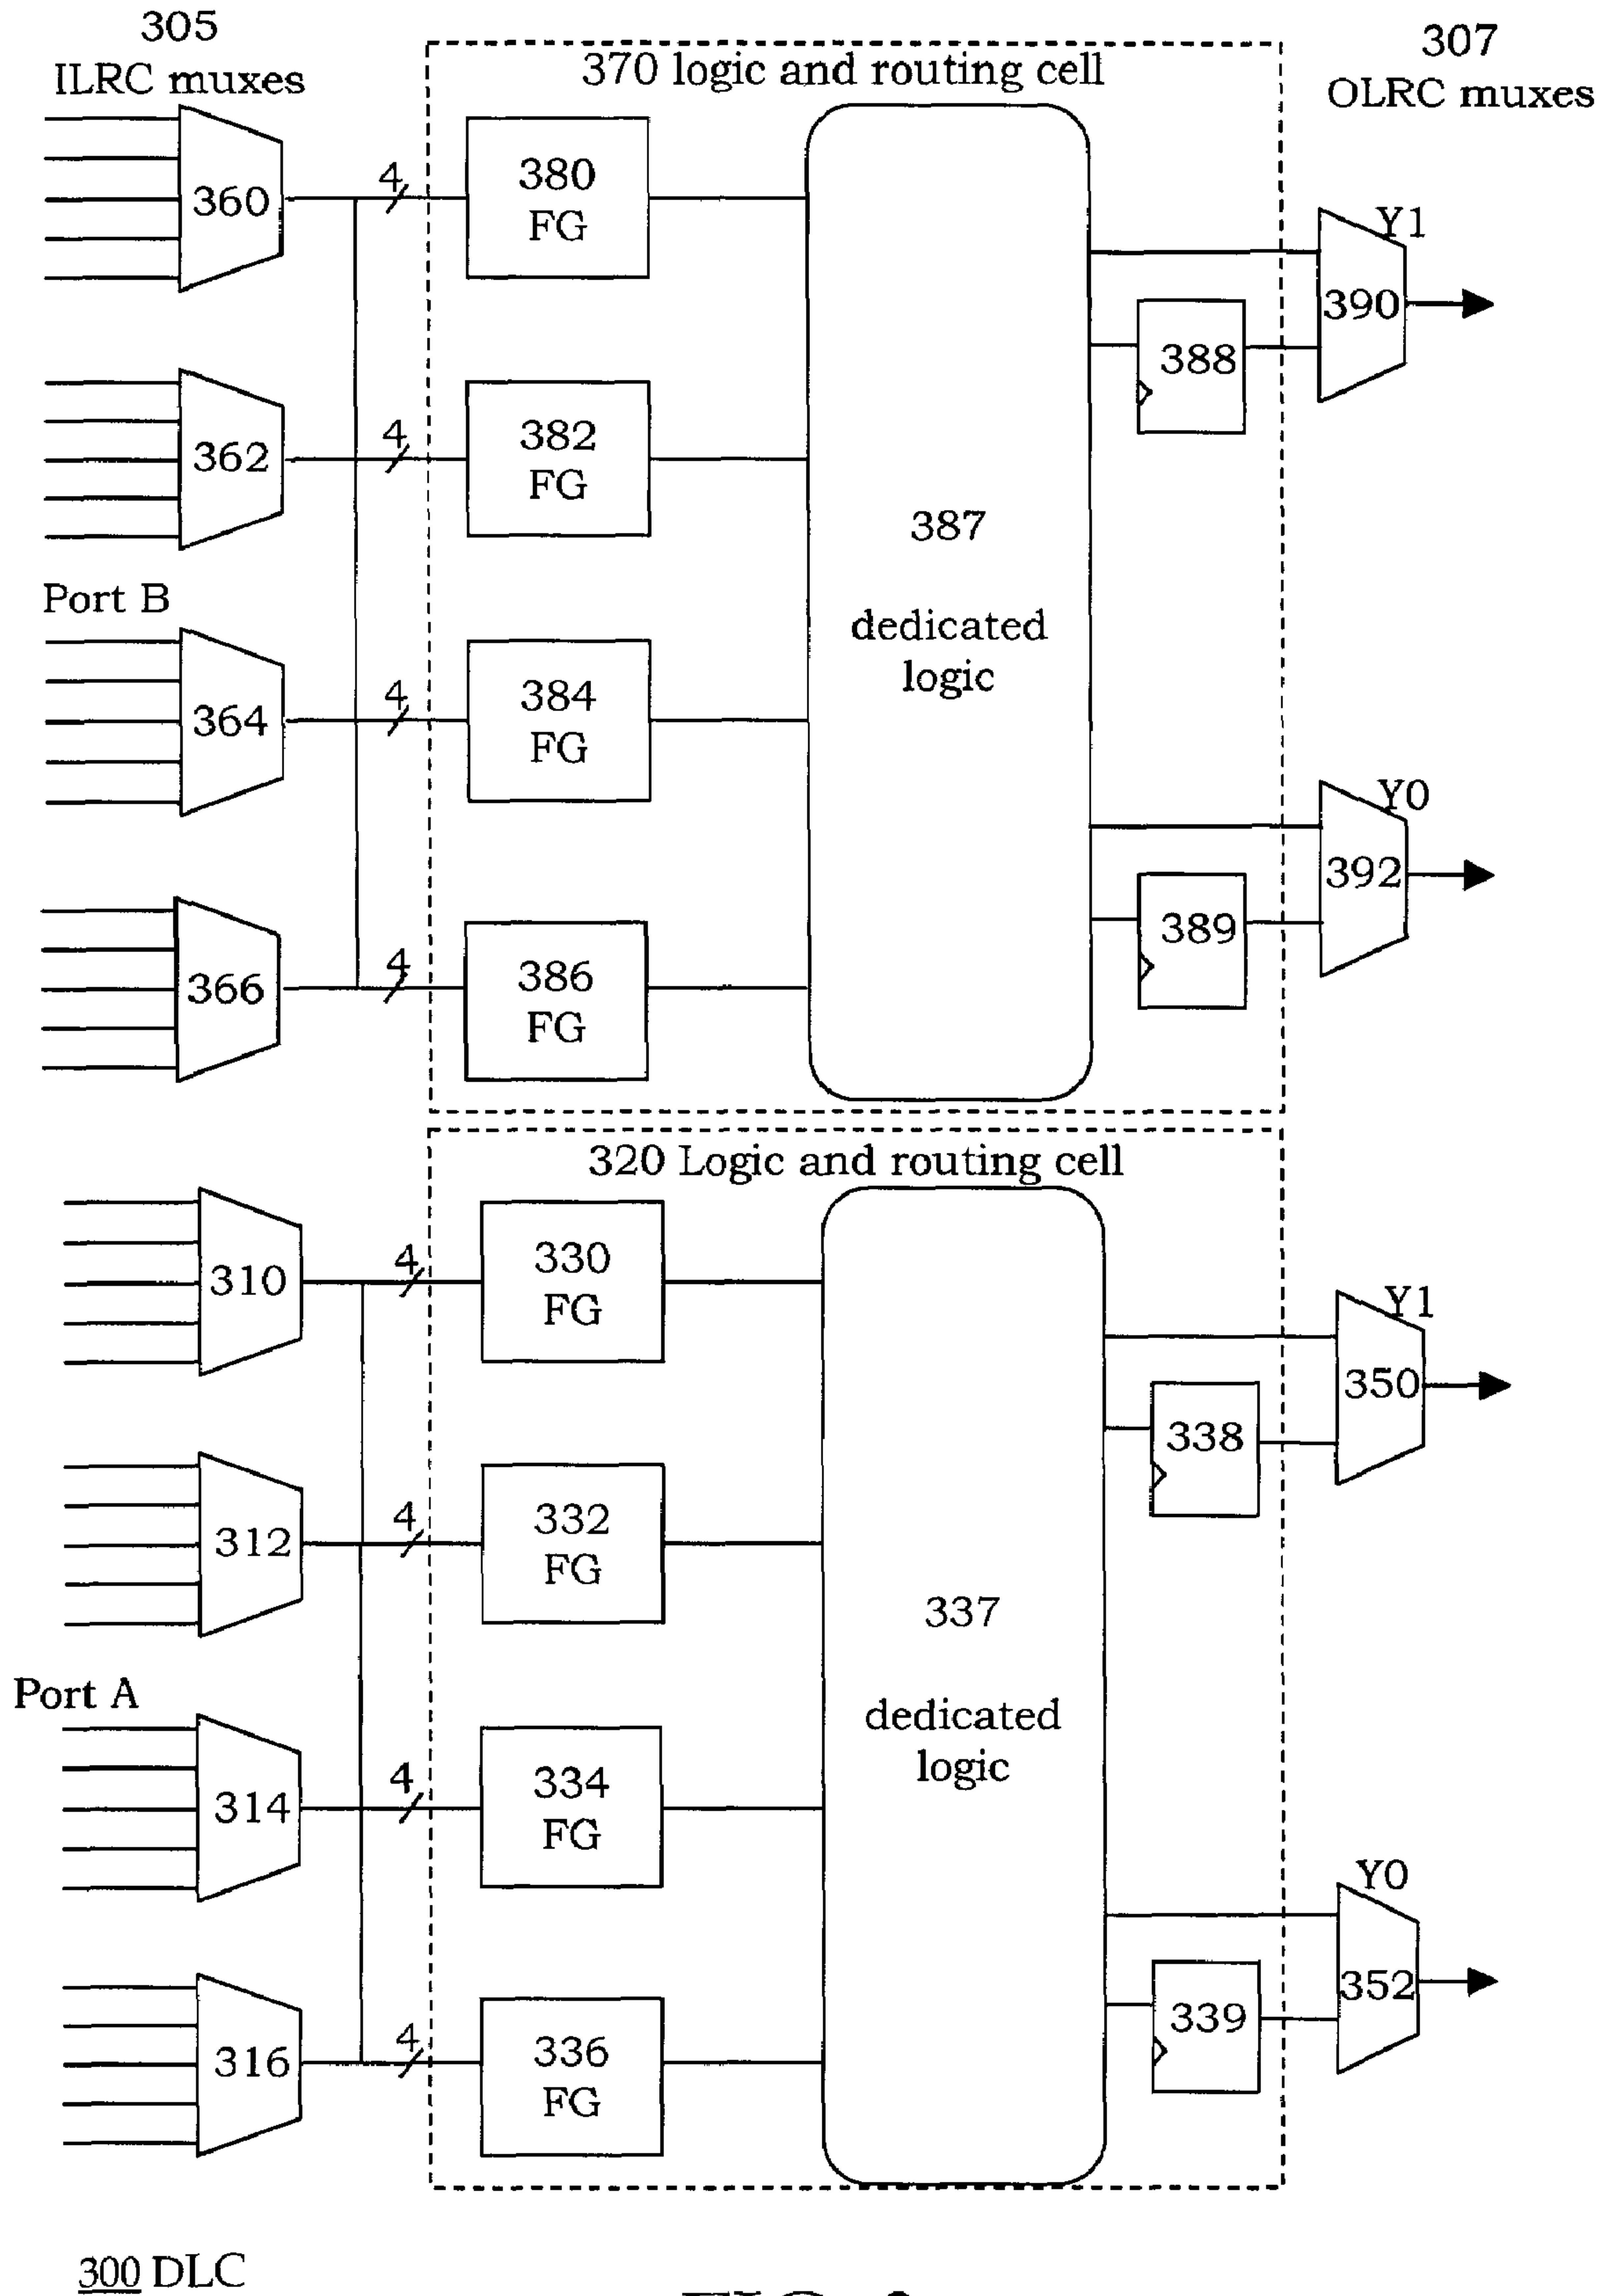 305
ILRC muxes
307
OLRC muxes
370 logic and routing cell
360
4
380
FG
Y1
390
388
362
4
382
FG
387
dedicated
logic
Port B
364
4
384
FG
Y0
392
389
366
4
386
FG
320 Logic and routing cell
310
4
330
FG
Y1
350
338
312
4
332
FG
337
dedicated
logic
Port A
314
4
334
FG
Y0
352
339
316
4
336
FG
300 DLC